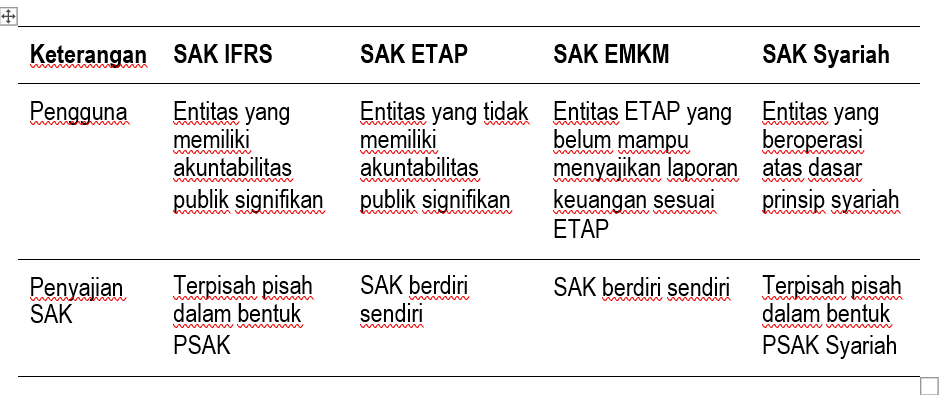 Keterangan SAK IFRS SAK ETAP SAK EMKM SAK Syariah
Pengguna
Entitas yang
memiliki
akuntabilitas
publik signifikan
Entitas yang tidak
memiliki
akuntabilitas
publik signifikan
Entitas ETAP yang
belum mampu
menyajikan laporan
keuangan sesuai
ETAP
Entitas yang
beroperasi
atas dasar
prinsip syariah
Penyajian
SAK
Terpisah pisah
dalam bentuk
PSAK
SAK berdiri
sendiri
SAK berdiri sendiri
Terpisah pisah
dalam bentuk
PSAK Syariah